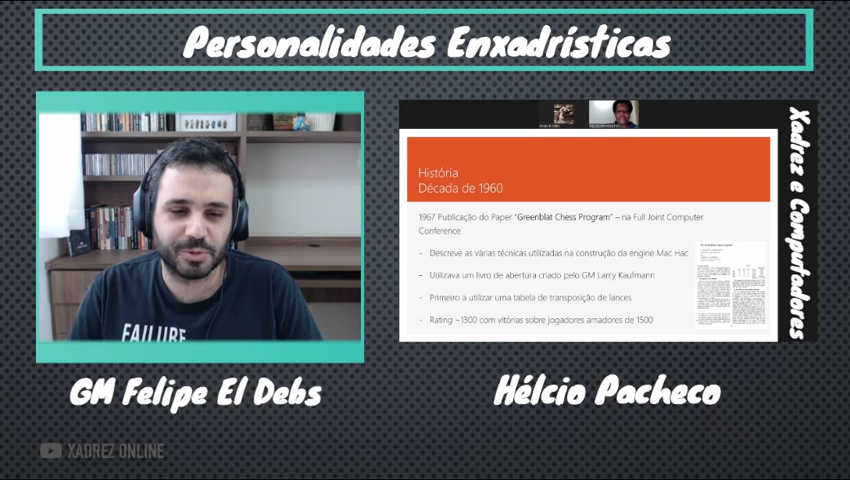 Personalidades Enxadrísticas
História
Década de 1960
1967 Publicação do Paper "Greenblat Chess Program" – na Full Joint Computer
Conference
- Descreve as várias técnicas utilizadas na construção da engine Mac Hac
- Utilizava um livro de abertura criado pelo GM Larry Kaufmann
- Primeiro a utilizar uma tabela de transposição de lances
- Rating ~1300 com vitórias sobre jogadores amadores de 1500
Xadrez e Computadores
FAILURE
GM Felipe El Debs
Hélcio Pacheco
XADREZ ONLINE